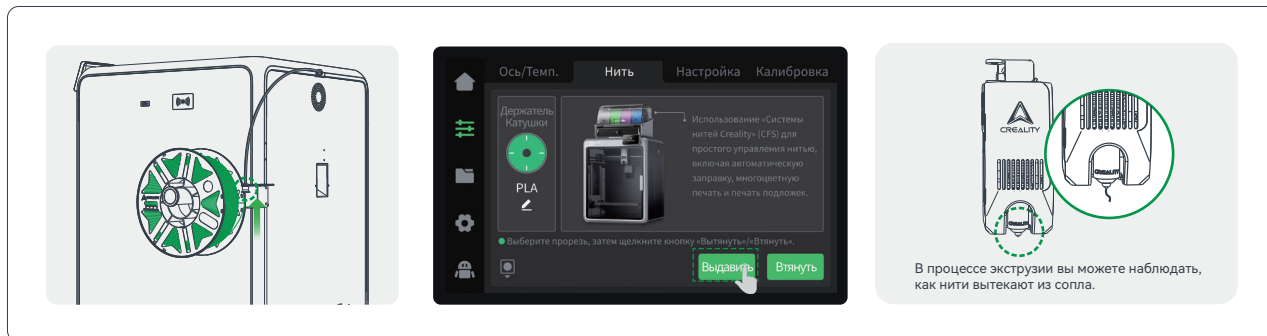 Ось/Темп. Нить Настройка Калибровка
Держатель
Катушки
PLA
Использование «Системы
нитей Creality» (CFS) для
простого управления нитью,
включая автоматическую
заправку, многоцветную
печать и печать подложек.
Выберите прорезь, затем щелкните кнопку «Вытянуть»/«Втянуть».
Выдавить Втянуть
CREALITY
CREALITY
CREALITY
В процессе экструзии вы можете наблюдать,
как нити вытекают из сопла.